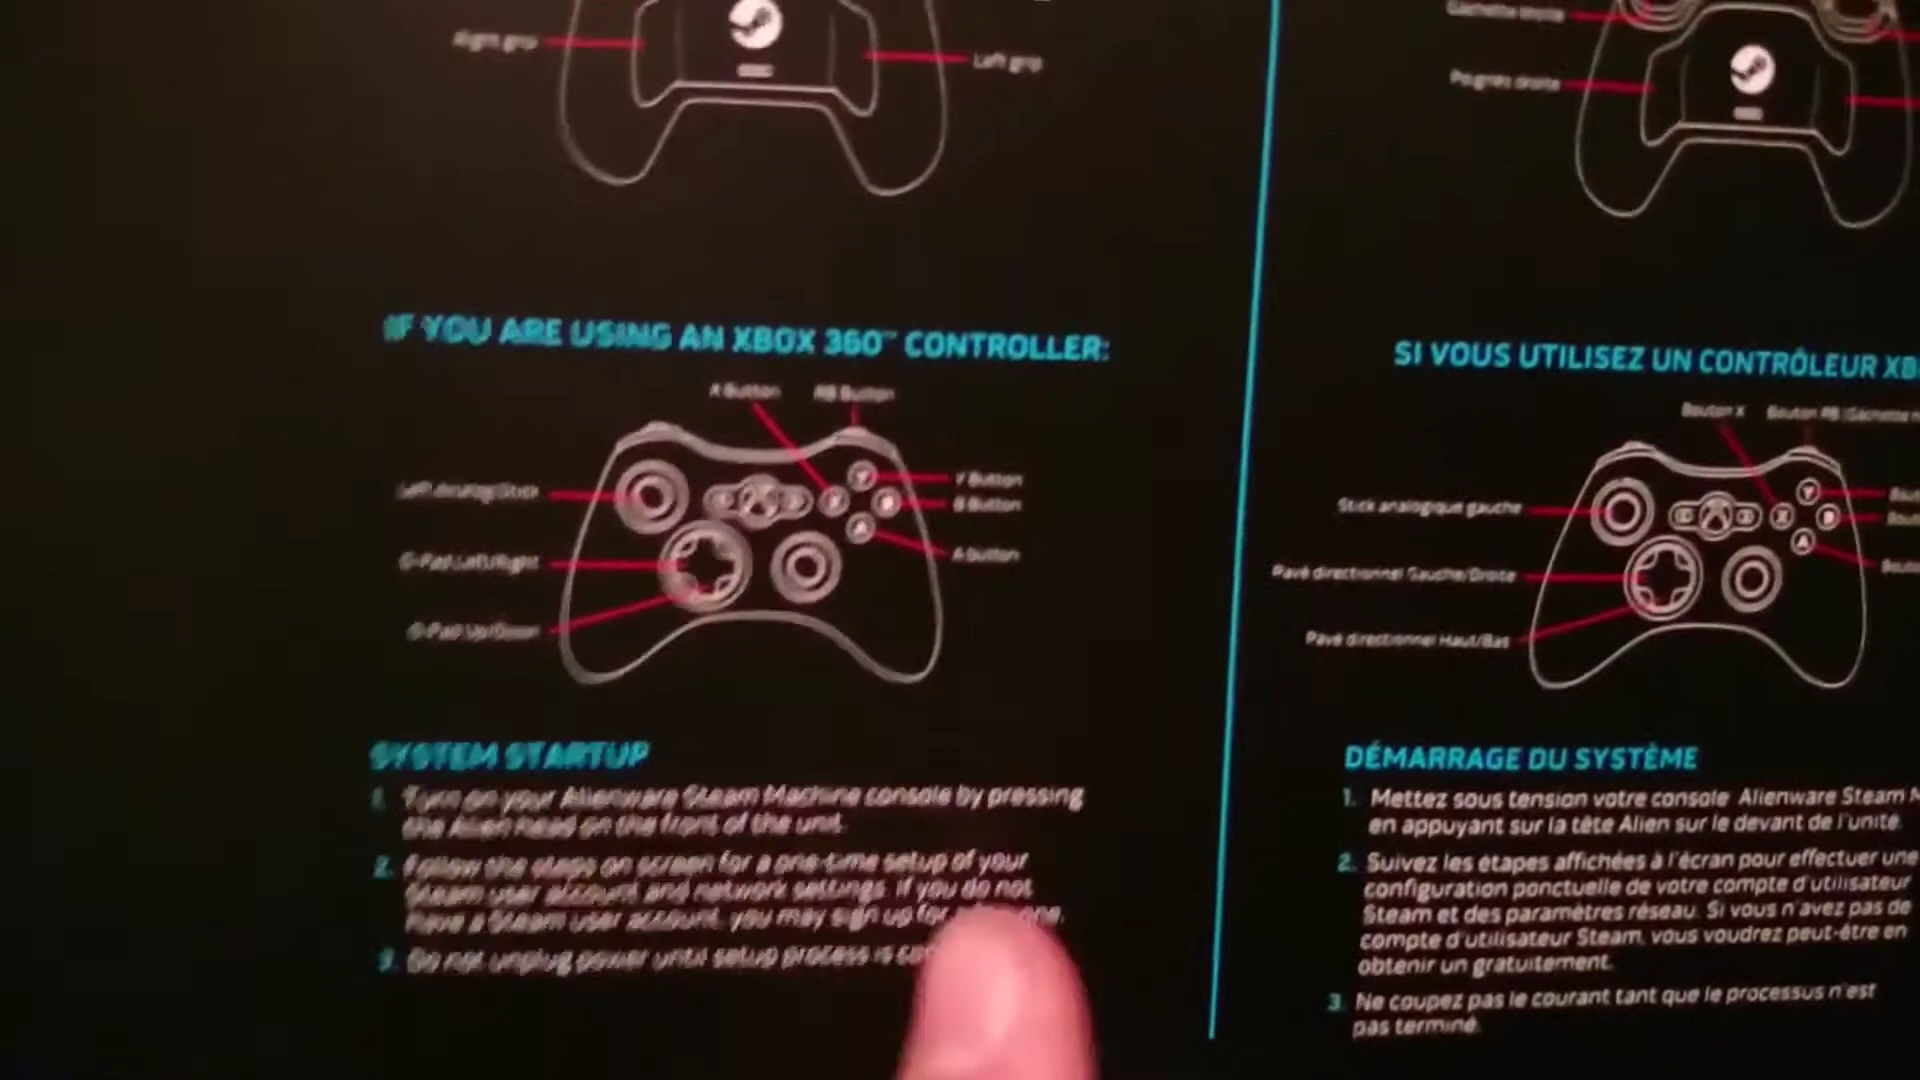 Right grip
Left grip
IF YOU ARE USING AN XBOX 360™ CONTROLLER:
X Button
RB Button
Left Analog Stick
Y Button
B Button
D-Pad Left/Right
A Button
D-Pad Up/Down
SYSTEM STARTUP
1. Turn on your Alienware Steam Machine console by pressing
the Alien head on the front of the unit.
2. Follow the steps on screen for a one-time setup of your
Steam user account and network settings. If you do not
have a Steam user account, you may sign up for one.
3. Do not unplug power until setup process is
Gâchette droite
Poignée droite
SI VOUS UTILISEZ UN CONTRÔLEUR XB
Bouton X
Bouton RB (Gâchette
Stick analogique gauche
Pavé directionnel Gauche/Droite
Pavé directionnel Haut/Bas
Y
X
B
A
DÉMARRAGE DU SYSTÈME
1. Mettez sous tension votre console Alienware Steam M
en appuyant sur la tête Alien sur le devant de l'unité.
2. Suivez les étapes affichées à l'écran pour effectuer une
configuration ponctuelle de votre compte d'utilisateur
Steam et des paramètres réseau. Si vous n'avez pas de
compte d'utilisateur Steam, vous voudrez peut-être en
obtenir un gratuitement.
3. Ne coupez pas le courant tant que le processus n'est
pas terminé.